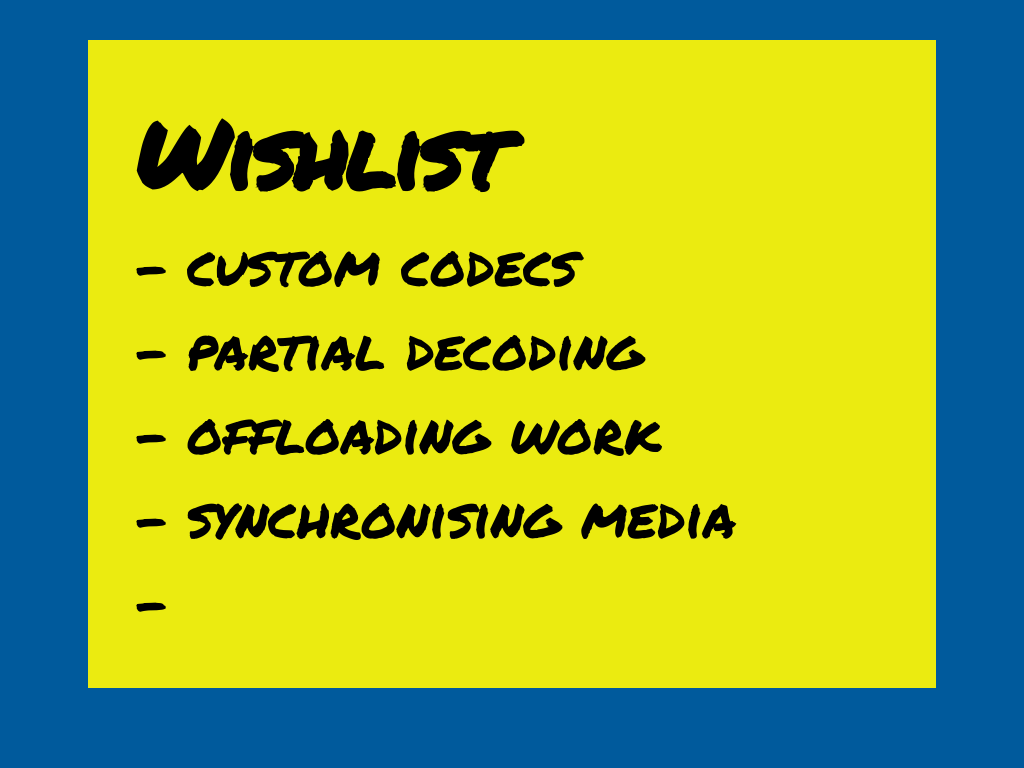 Wishlist
- custom codecs
- partial decoding
- offloading work
- synchronising media
-